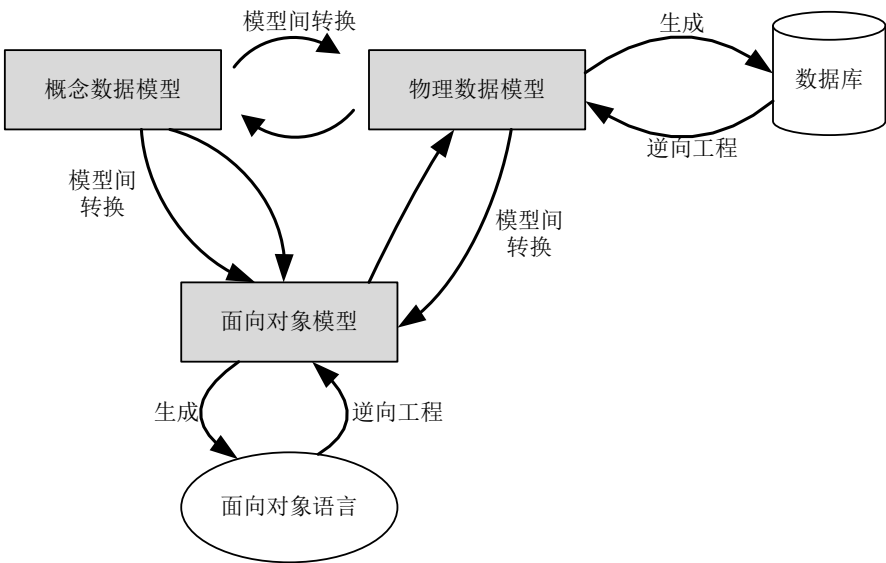 模型间转换
生成
概念数据模型
物理数据模型
数据库
逆向工程
模型间
转换
模型间
转换
面向对象模型
生成
逆向工程
面向对象语言